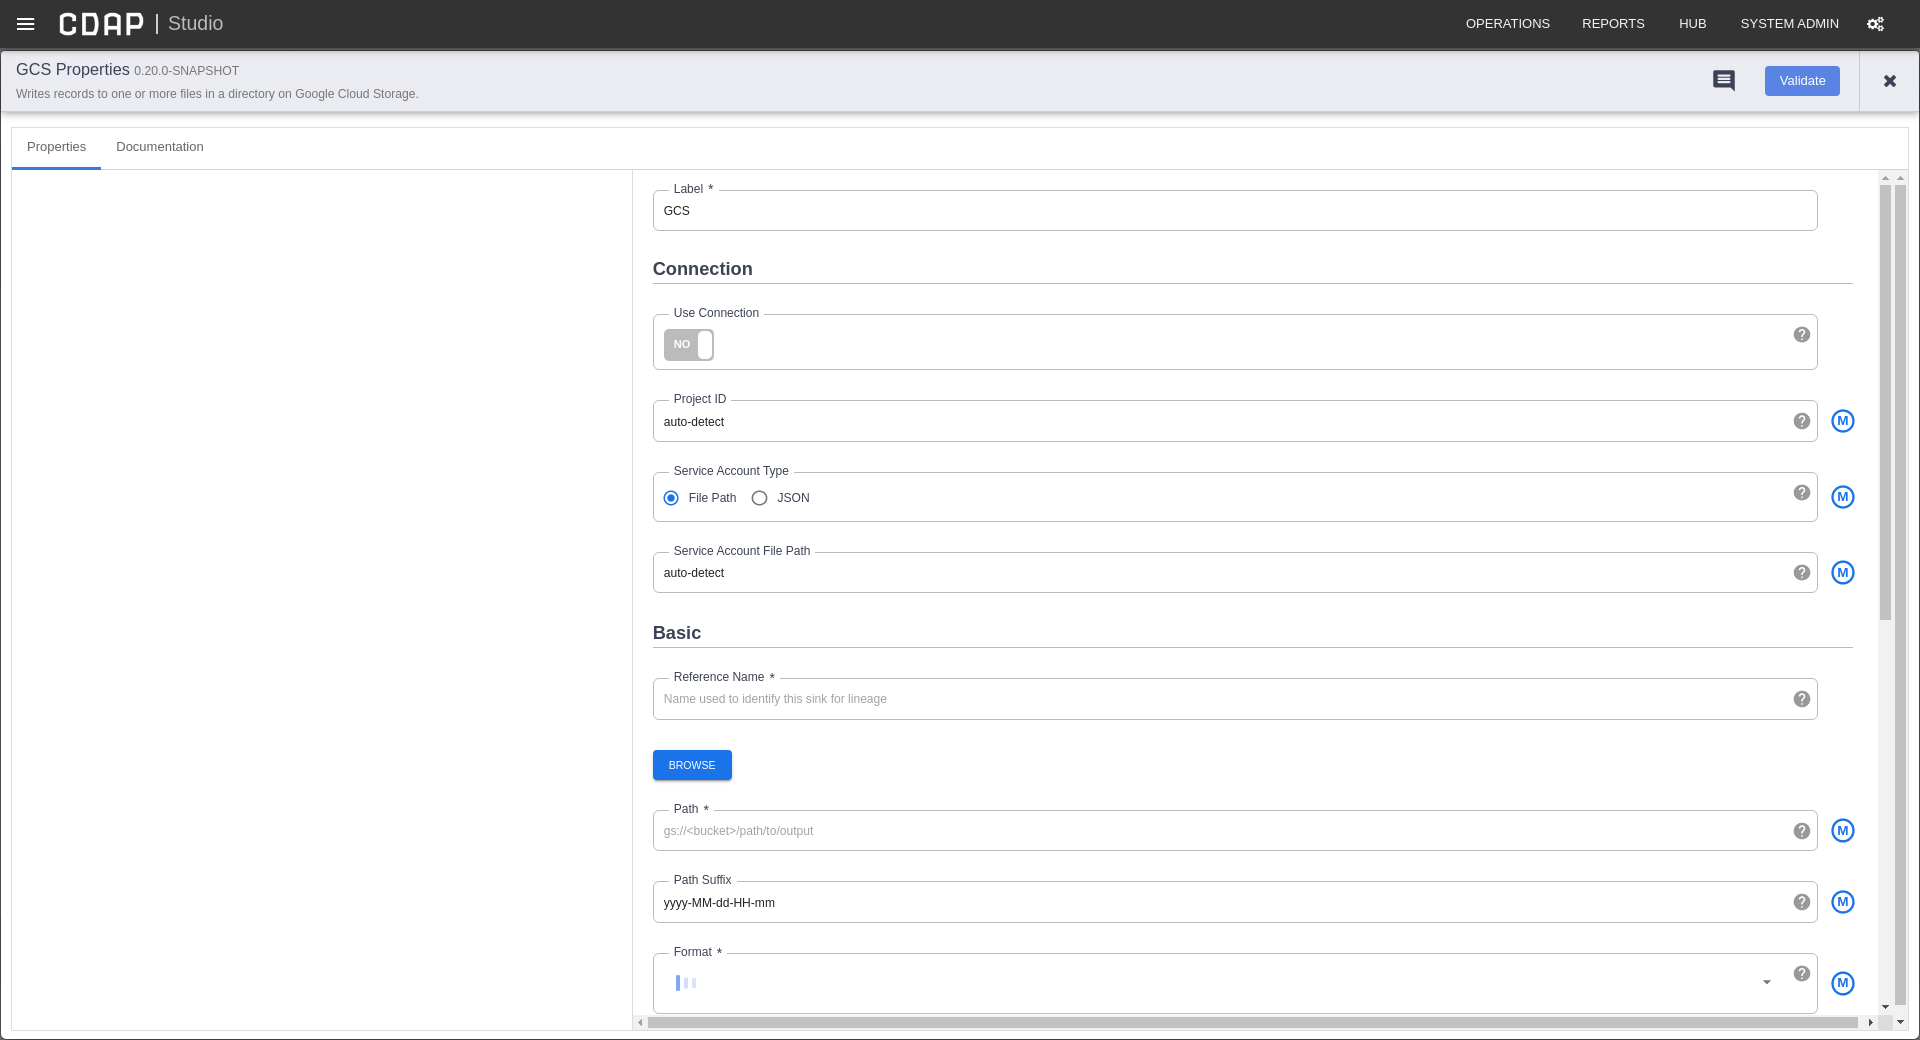 CDAP | Studio
OPERATIONS REPORTS HUB SYSTEM ADMIN
GCS Properties 0.20.0-SNAPSHOT
Writes records to one or more files in a directory on Google Cloud Storage.
Validate
Properties Documentation
Label *
GCS
Connection
Use Connection
NO
Project ID
auto-detect
M
Service Account Type
File Path JSON
M
Service Account File Path
auto-detect
M
Basic
Reference Name *
Name used to identify this sink for lineage
BROWSE
Path *
gs://<bucket>/path/to/output
M
Path Suffix
yyyy-MM-dd-HH-mm
M
Format *
M